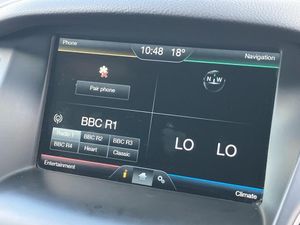 Phone
10:48 18°
Navigation
N
W
Pair phone
BBC R1
Radio 1 BBC R2 BBC R3
BBC R4 Heart Classic
LO LO
Entertainment
i
Climate